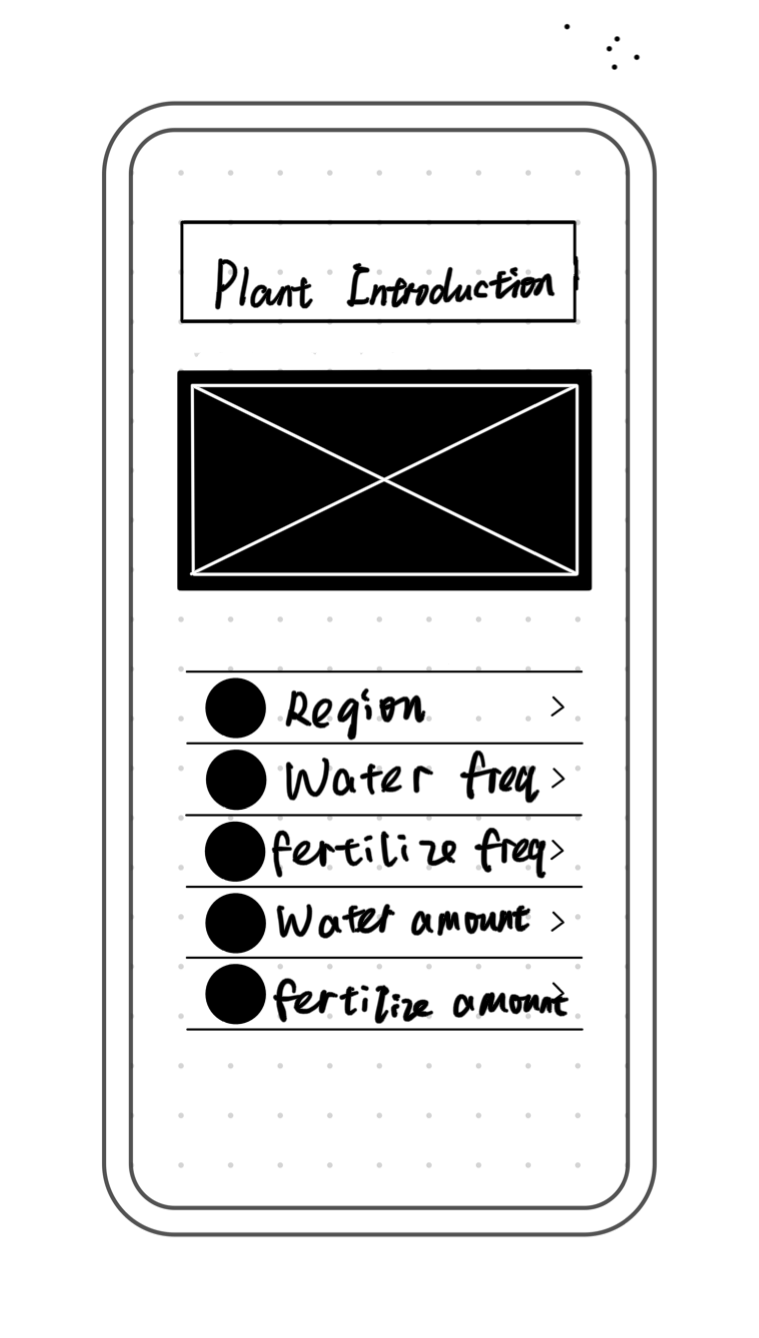 Plant Introduction
Region
Water freq
fertilize freq
Water amount
fertilize amount